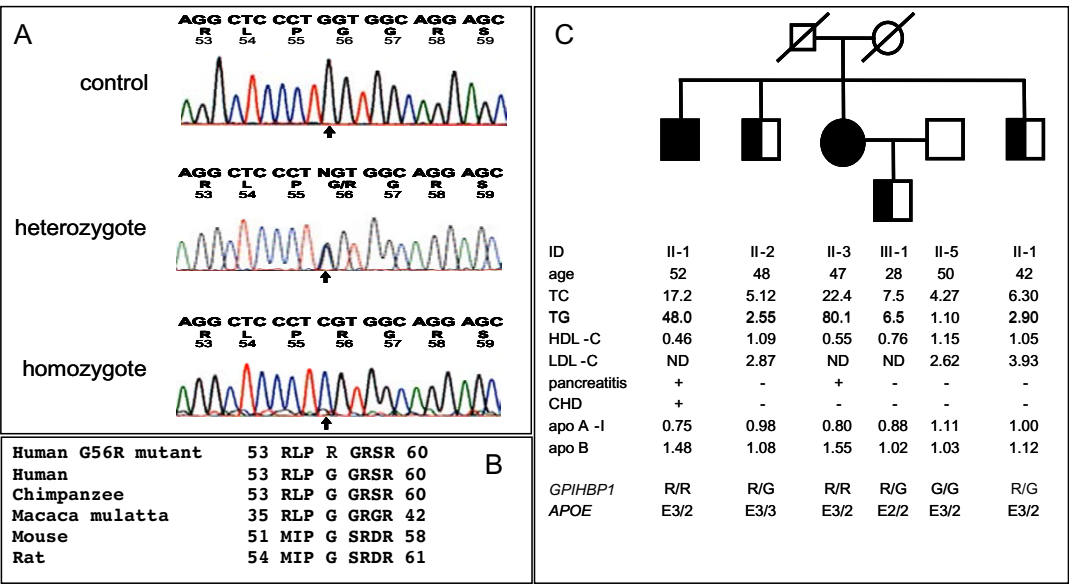 A
AGG CTC CCT GGT GGC AGG AGC
R L P G G R S
53 54 55 56 57 58 59
control
AGG CTC CCT NGT GGC AGG AGC
R L P G/R G R S
53 54 55 56 57 58 59
heterozygote
AGG CTC CCT CGT GGC AGG AGC
R L P R G R S
53 54 55 56 57 58 59
homozygote
B
Human G56R mutant 53 RLP R GRSR 60
Human 53 RLP G GRSR 60
Chimpanzee 53 RLP G GRSR 60
Macaca mulatta 35 RLP G GRGR 42
Mouse 51 MIP G SRDR 58
Rat 54 MIP G SRDR 61
C
ID II-1 II-2 II-3 III-1 II-5 II-1
age 52 48 47 28 50 42
TC 17.2 5.12 22.4 7.5 4.27 6.30
TG 48.0 2.55 80.1 6.5 1.10 2.90
HDL-C 0.46 1.09 0.55 0.76 1.15 1.05
LDL-C ND 2.87 ND ND 2.62 3.93
pancreatitis + - + - - -
CHD + - - - - -
apo A-I 0.75 0.98 0.80 0.88 1.11 1.00
apo B 1.48 1.08 1.55 1.02 1.03 1.12
GPIHBP1 R/R R/G R/R R/G G/G R/G
APOE E3/2 E3/3 E3/2 E2/2 E3/2 E3/2